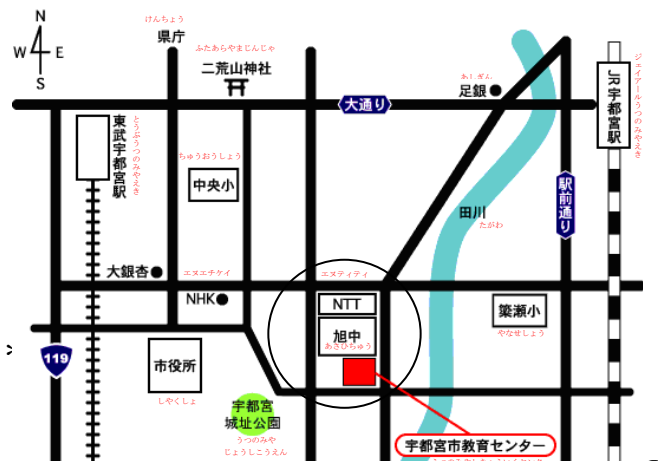 N
W E
S
けんちょう
県庁
ふたあらやまじんじゃ
二荒山神社
あしぎん
足銀
大通り
JR宇都宮駅
ジェイアールうつのみやえき
東武宇都宮駅
とうぶうつのみやえき
ちゅうおうしょう
中央小
駅前通り
田川
たがわ
大銀杏
エヌエチケイ
NHK
エヌティティ
NTT
旭中
あさひちゅう
簗瀬小
やなせしょう
119
市役所
しやくしょ
宇都宮
城址公園
うつのみや
じょうしこうえん
宇都宮市教育センター